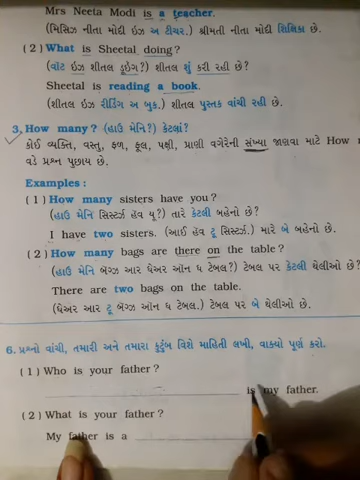 Mrs Neeta Modi is a teacher.
(મિસિઝ નીતા મોદી ઇઝ અ ટીચર.) શ્રીમતી નીતા મોદી શિક્ષિકા છે.
(2) What is Sheetal doing?
(વૉટ ઇઝ શીતલ ડૂઇંગ?) શીતલ શું કરી રહી છે?
Sheetal is reading a book.
(શીતલ ઇઝ રીડિંગ અ બુક.) શીતલ પુસ્તક વાંચી રહી છે.
3. How many ? (હાઉ મેનિ?) કેટલાં?
કોઈ વ્યક્તિ, વસ્તુ, ફળ, ફૂલ, પક્ષી, પ્રાણી વગેરેની સંખ્યા જાણવા માટે How m
વડે પ્રશ્ન પુછાય છે.
Examples :
(1) How many sisters have you ?
(હાઉ મેનિ સિસ્ટર્ઝ હૅવ યૂ?) તારે કેટલી બહેનો છે?
I have two sisters. (આઈ હૅવ ટૂ સિસ્ટર્ઝ.) મારે બે બહેનો છે.
(2) How many bags are there on the table ?
(હાઉ મેનિ બૅગ્ઝ આર ધેઅર ઑન ધ ટેબલ?) ટેબલ પર કેટલી થેલીઓ છે?
There are two bags on the table.
(ધેઅર આર ટૂ બૅગ્ઝ ઑન ધ ટેબલ.) ટેબલ પર બે થેલીઓ છે.
6. પ્રશ્નો વાંચી, તમારી અને તમારા કુટુંબ વિશે માહિતી લખી, વાક્યો પૂર્ણ કરો.
(1) Who is your father ?
is my father.
(2) What is your father ?
My father is a